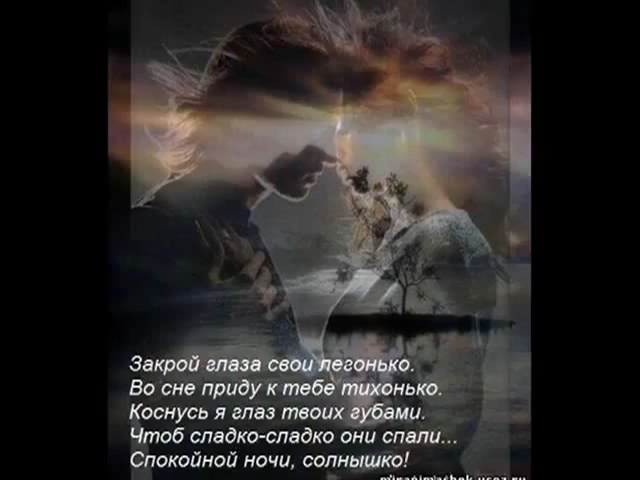 Закрой глаза свои легонько.
Во сне приду к тебе тихонько.
Коснусь я глаз твоих губами.
Чтоб сладко-сладко они спали...
Спокойной ночи, солнышко!